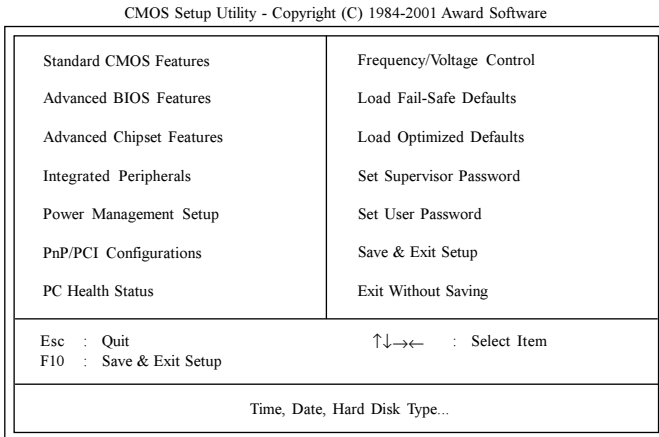 CMOS Setup Utility - Copyright (C) 1984-2001 Award Software
Standard CMOS Features
Advanced BIOS Features
Advanced Chipset Features
Integrated Peripherals
Power Management Setup
PnP/PCI Configurations
PC Health Status
Frequency/Voltage Control
Load Fail-Safe Defaults
Load Optimized Defaults
Set Supervisor Password
Set User Password
Save & Exit Setup
Exit Without Saving
Esc : Quit
F10 : Save & Exit Setup
↑↓→← : Select Item
Time, Date, Hard Disk Type...